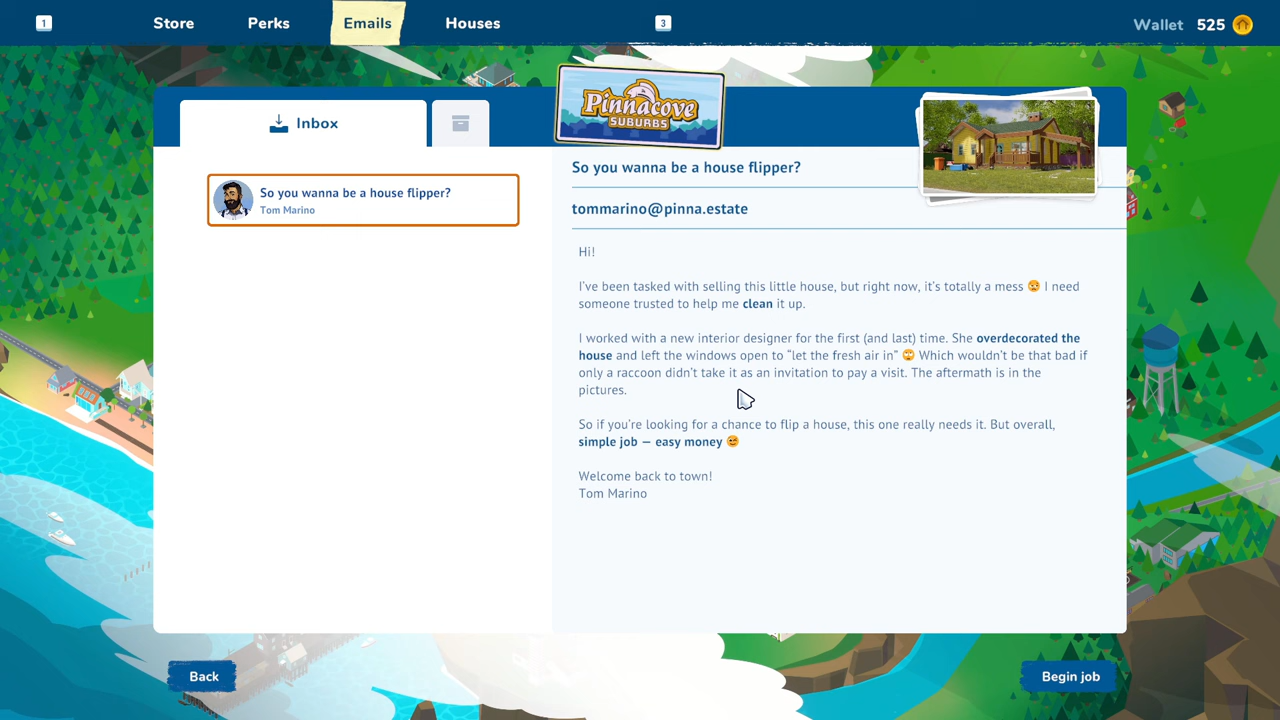 1
Store
Perks
Emails
Houses
3
Wallet 525
Inbox
Pinnacove
SUBURBS
So you wanna be a house flipper?
Tom Marino
So you wanna be a house flipper?
tommarino@pinna.estate
Hi!
I've been tasked with selling this little house, but right now, it's totally a mess 😥 I need
someone trusted to help me clean it up.
I worked with a new interior designer for the first (and last) time. She overdecorated the
house and left the windows open to “let the fresh air in” 🙄 Which wouldn't be that bad if
only a raccoon didn't take it as an invitation to pay a visit. The aftermath is in the
pictures.
So if you're looking for a chance to flip a house, this one really needs it. But overall,
simple job — easy money 😄
Welcome back to town!
Tom Marino
Back
Begin job